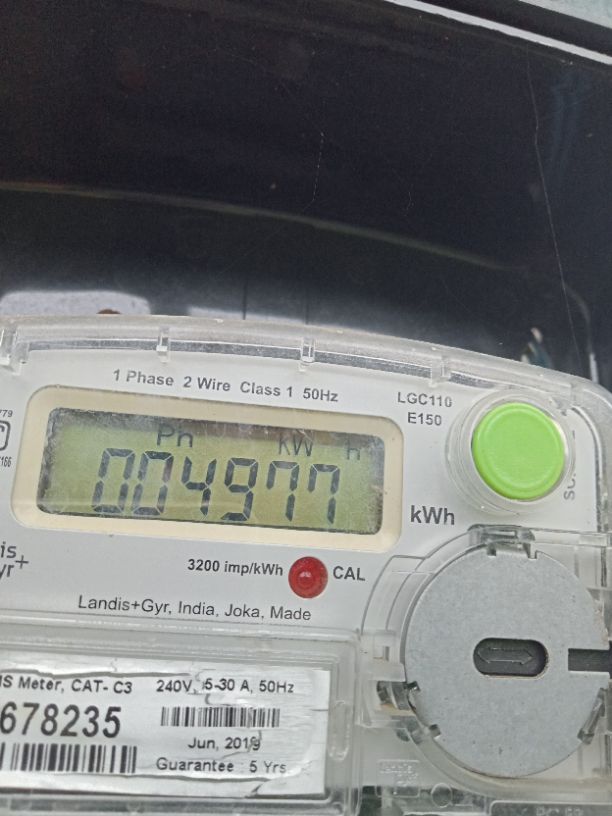 1 Phase 2 Wire Class 1 50Hz
LGC110
E150
Ph kW h
004977
kWh
3200 imp/kWh CAL
Landis+Gyr, India, Joka, Made
Meter, CAT- C3
240V, 5-30 A, 50Hz
678235
Jun, 2019
Guarantee : 5 Yrs